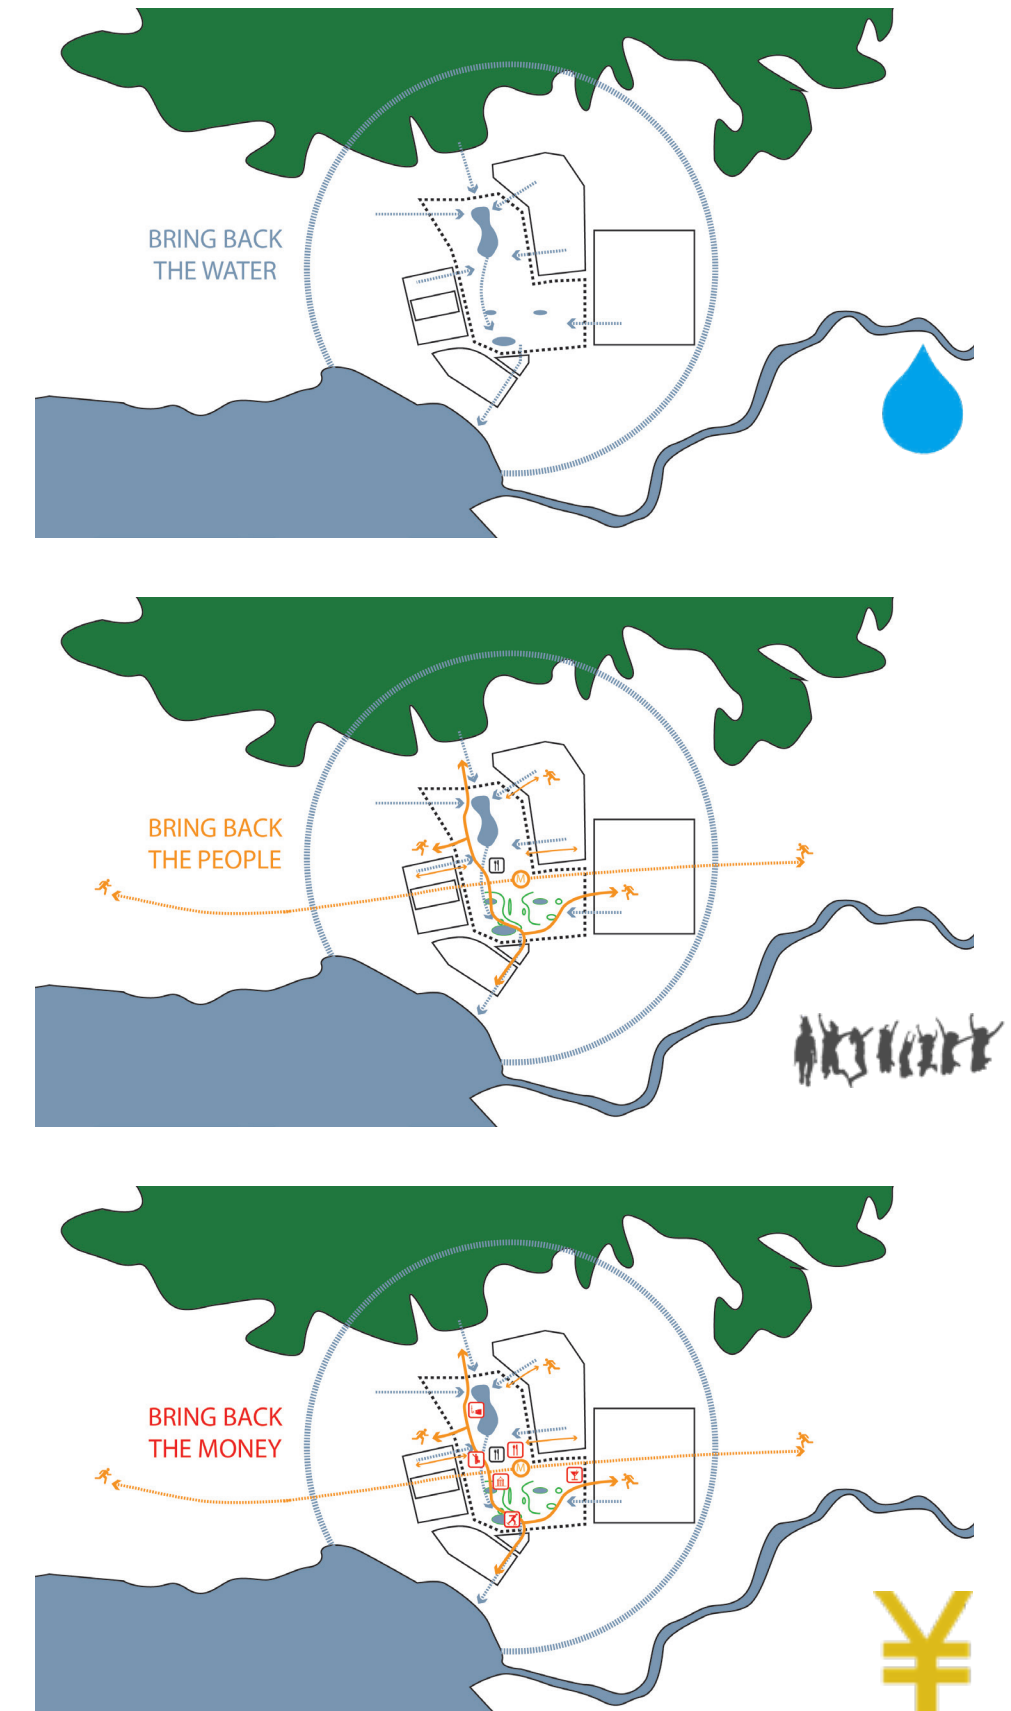 BRING BACK
THE WATER
BRING BACK
THE PEOPLE
M
BRING BACK
THE MONEY
M
¥